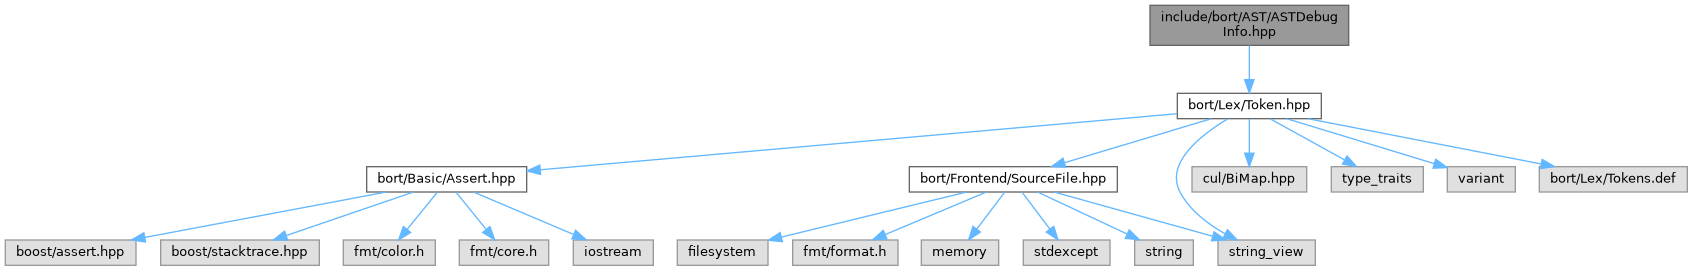 include/bort/AST/ASTDebug
Info.hpp
bort/Lex/Token.hpp
bort/Basic/Assert.hpp
bort/Frontend/SourceFile.hpp
cul/BiMap.hpp
type_traits
variant
bort/Lex/Tokens.def
boost/assert.hpp
boost/stacktrace.hpp
fmt/color.h
fmt/core.h
iostream
filesystem
fmt/format.h
memory
stdexcept
string
string_view